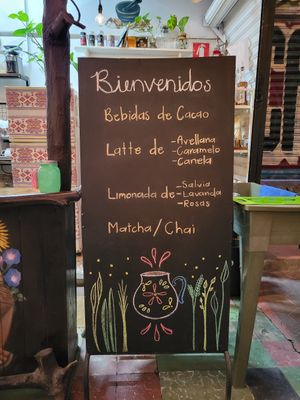 Bienvenidos
Bebidas de Cacao
Latte de - Avellana
- Caramelo
- Canela
Limonada de - Salvia
- Lavanda
- Rosas
Matcha/Chai